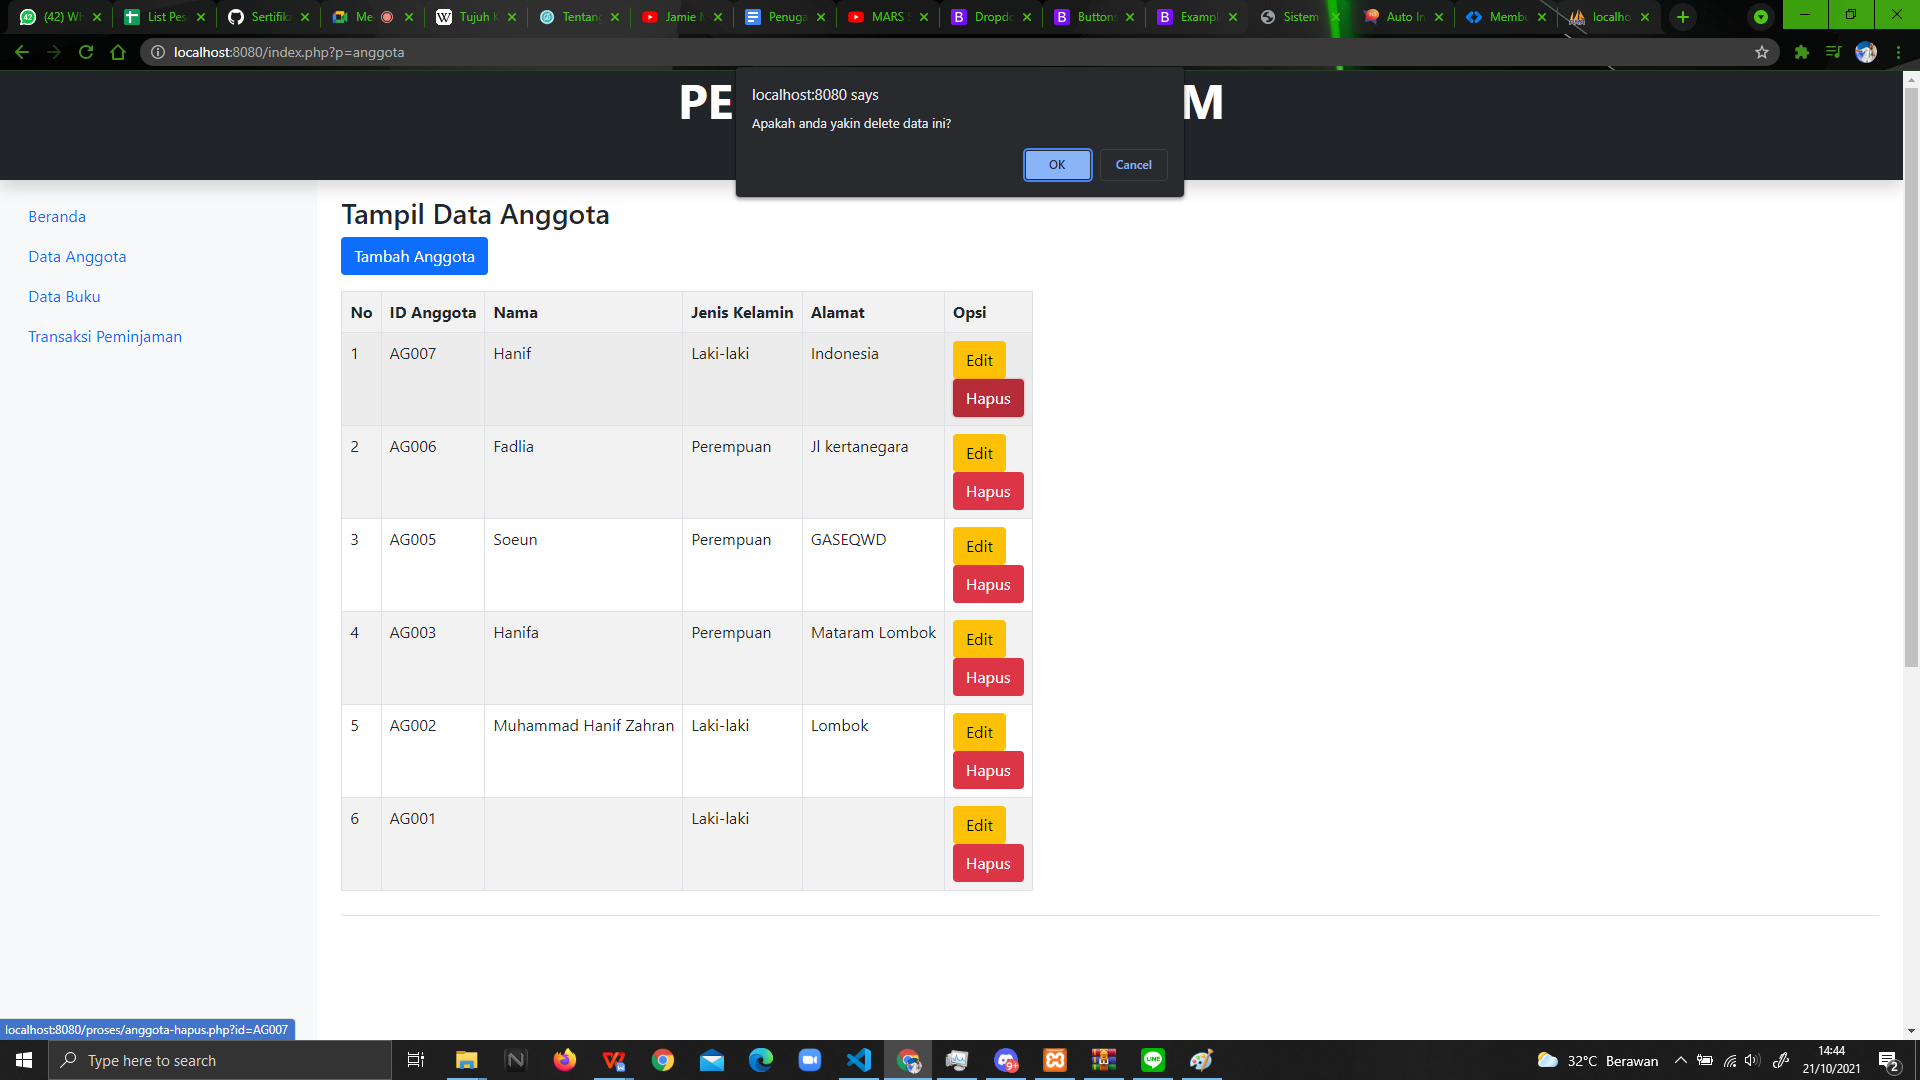 (42) Wh
List Pes
Sertifik
Me
Tujuh K
Tentan
Jamie
Penuga
MARS
Dropdo
Button
Exampl
Sistem
Auto In
Memb
localho
localhost:8080/index.php?p=anggota
PE
M
localhost:8080 says
Apakah anda yakin delete data ini?
OK
Cancel
Beranda
Data Anggota
Data Buku
Transaksi Peminjaman
Tampil Data Anggota
Tambah Anggota
No ID Anggota Nama Jenis Kelamin Alamat Opsi
1 AG007 Hanif Laki-laki Indonesia Edit
Hapus
2 AG006 Fadlia Perempuan Jl kertanegara Edit
Hapus
3 AG005 Soeun Perempuan GASEQWD Edit
Hapus
4 AG003 Hanifa Perempuan Mataram Lombok Edit
Hapus
5 AG002 Muhammad Hanif Zahran Laki-laki Lombok Edit
Hapus
6 AG001 Laki-laki Edit
Hapus
localhost:8080/proses/anggota-hapus.php?id=AG007
Type here to search
32°C Berawan
14:44
21/10/2021
2